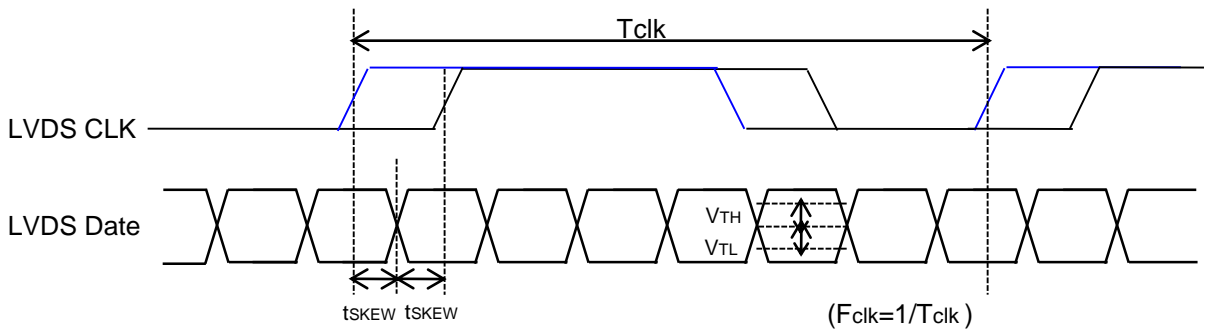 Tclk
LVDS CLK
LVDS Date
VTH
VTL
tSKEW tSKEW
(Fclk=1/Tclk )